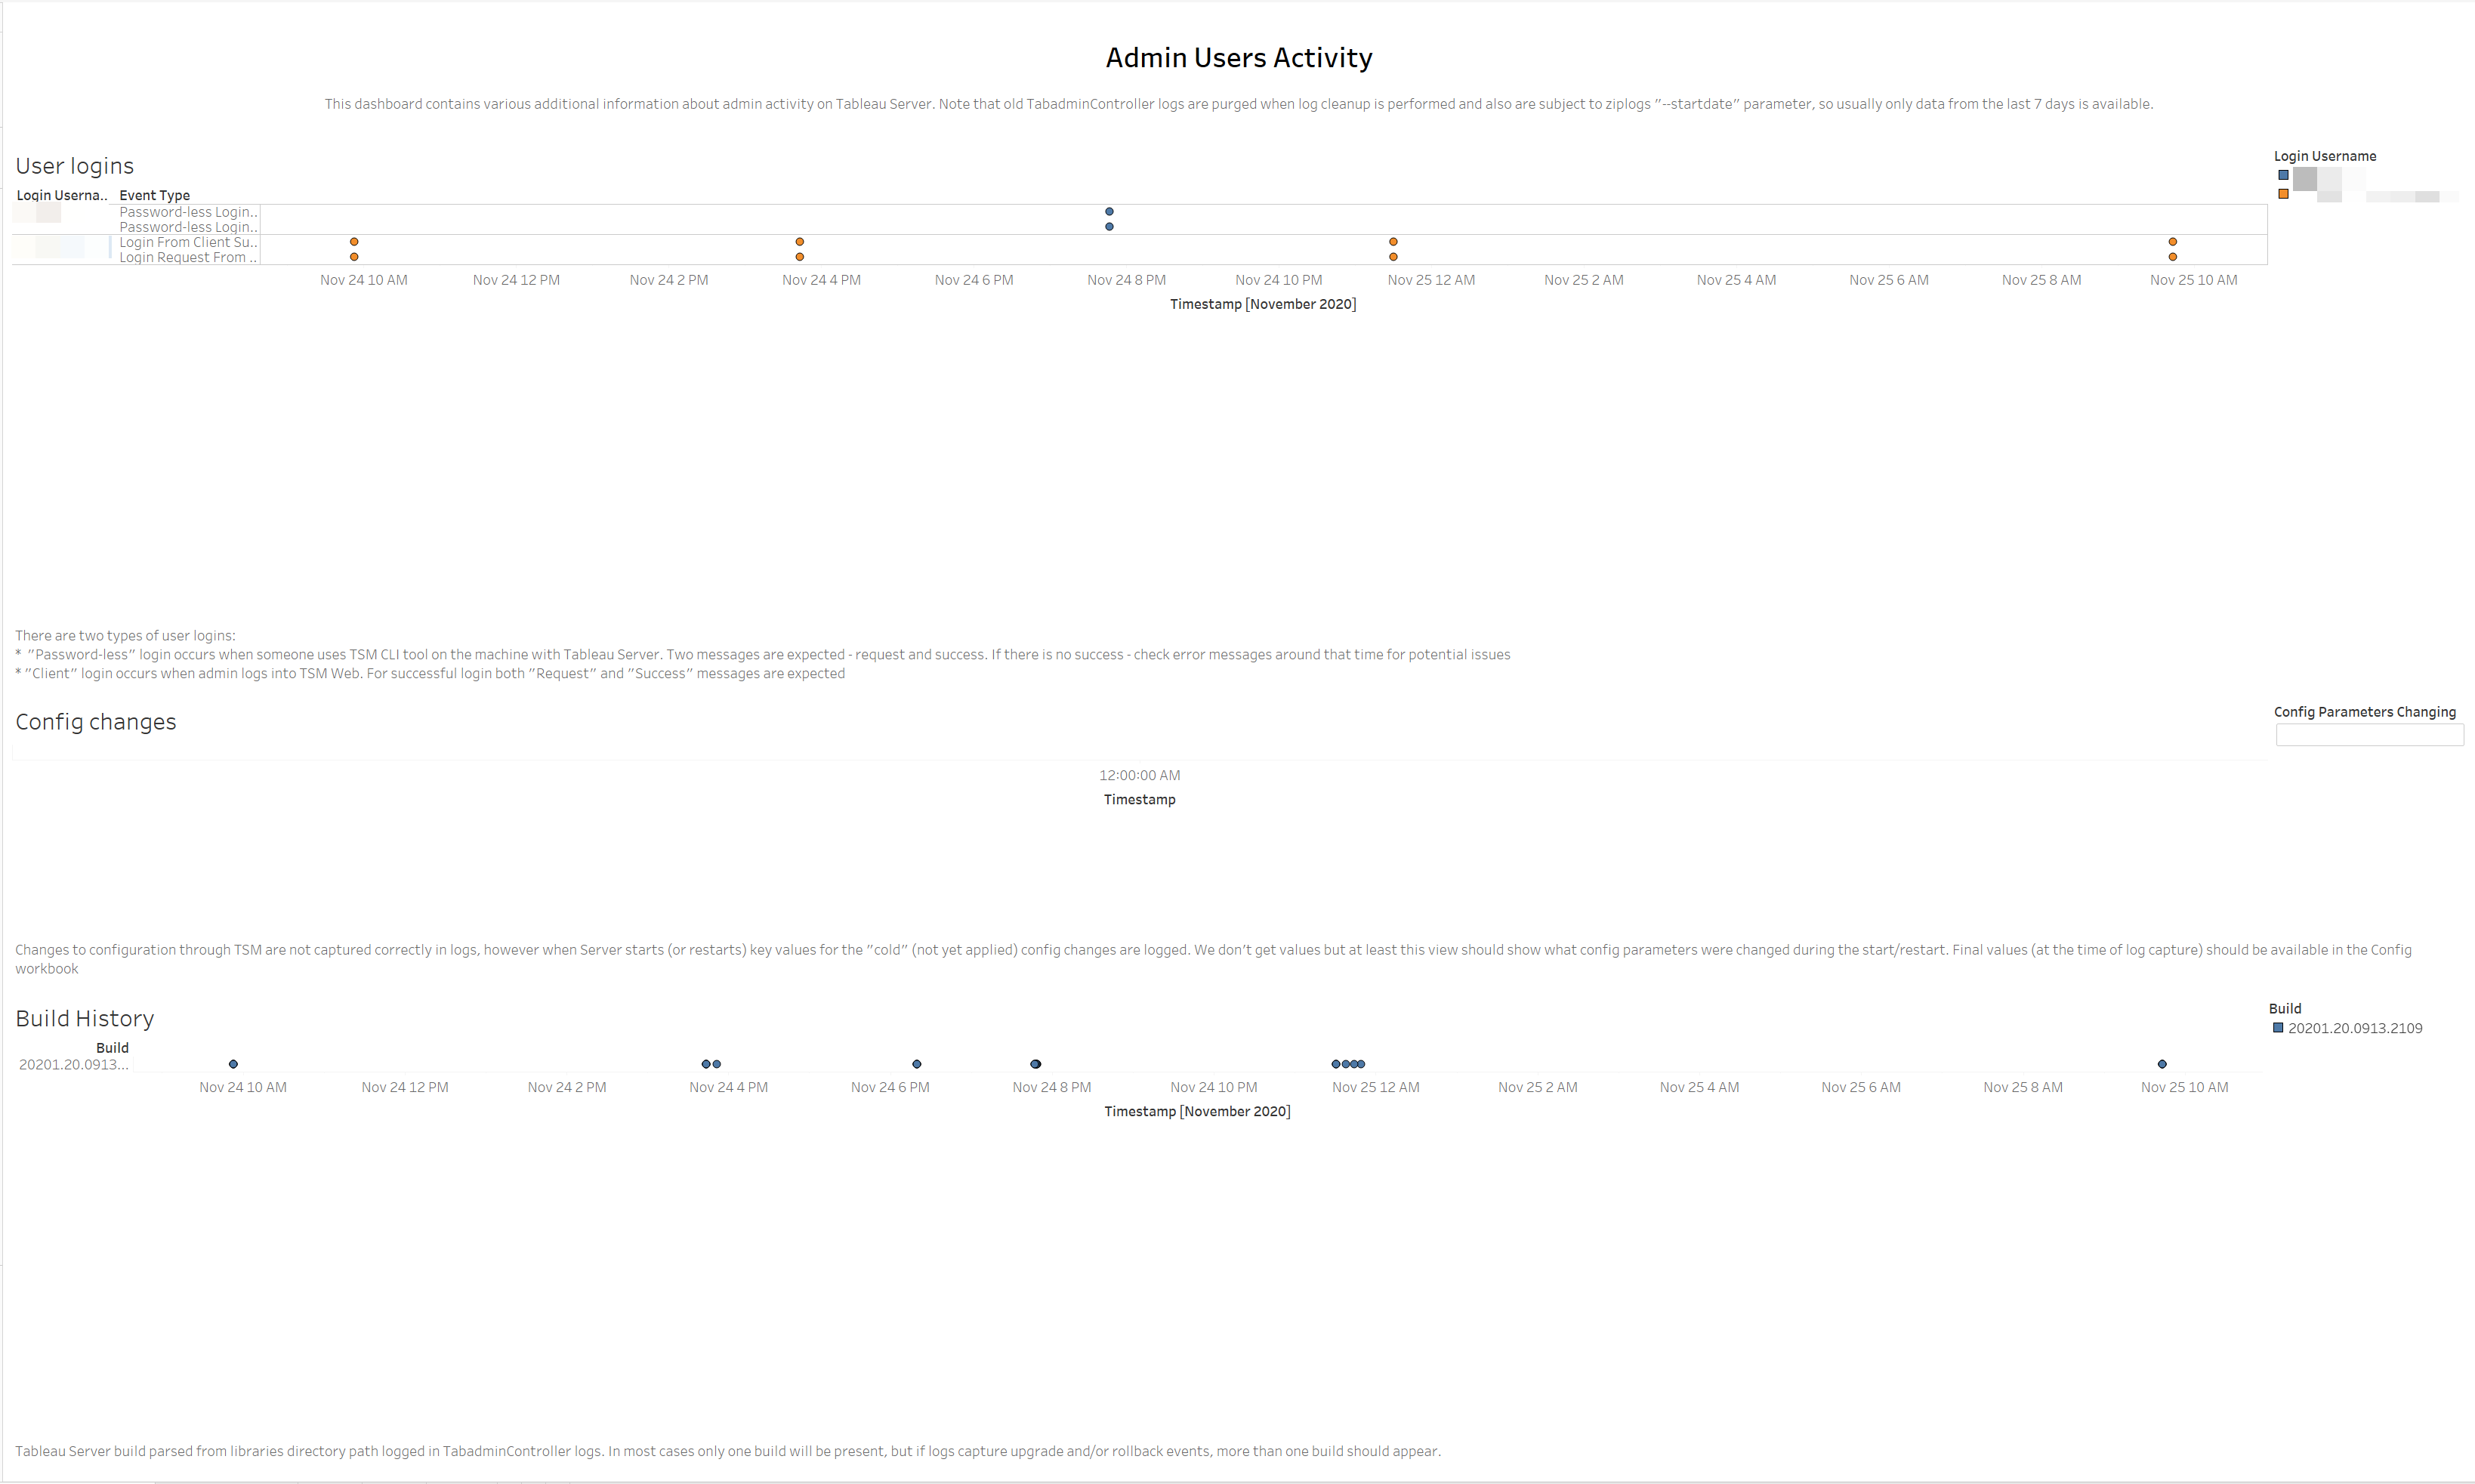 Admin Users Activity
This dashboard contains various additional information about admin activity on Tableau Server. Note that old TabadminController logs are purged when log cleanup is performed and also are subject to ziplogs "--startdate" parameter, so usually only data from the last 7 days is available.
User logins
Login Userna.. Event Type
Password-less Login..
Password-less Login..
Login From Client Su..
Login Request From ..
Nov 24 10 AM Nov 24 12 PM Nov 24 2 PM Nov 24 4 PM Nov 24 6 PM Nov 24 8 PM Nov 24 10 PM Nov 25 12 AM Nov 25 2 AM Nov 25 4 AM Nov 25 6 AM Nov 25 8 AM Nov 25 10 AM
Timestamp [November 2020]
Login Username
There are two types of user logins:
* "Password-less" login occurs when someone uses TSM CLI tool on the machine with Tableau Server. Two messages are expected - request and success. If there is no success - check error messages around that time for potential issues
* "Client" login occurs when admin logs into TSM Web. For successful login both "Request" and "Success" messages are expected
Config changes
Config Parameters Changing
12:00:00 AM
Timestamp
Changes to configuration through TSM are not captured correctly in logs, however when Server starts (or restarts) key values for the "cold" (not yet applied) config changes are logged. We don't get values but at least this view should show what config parameters were changed during the start/restart. Final values (at the time of log capture) should be available in the Config
workbook
Build History
Build
20201.20.0913...
Nov 24 10 AM Nov 24 12 PM Nov 24 2 PM Nov 24 4 PM Nov 24 6 PM Nov 24 8 PM Nov 24 10 PM Nov 25 12 AM Nov 25 2 AM Nov 25 4 AM Nov 25 6 AM Nov 25 8 AM Nov 25 10 AM
Timestamp [November 2020]
Build
20201.20.0913.2109
Tableau Server build parsed from libraries directory path logged in TabadminController logs. In most cases only one build will be present, but if logs capture upgrade and/or rollback events, more than one build should appear.